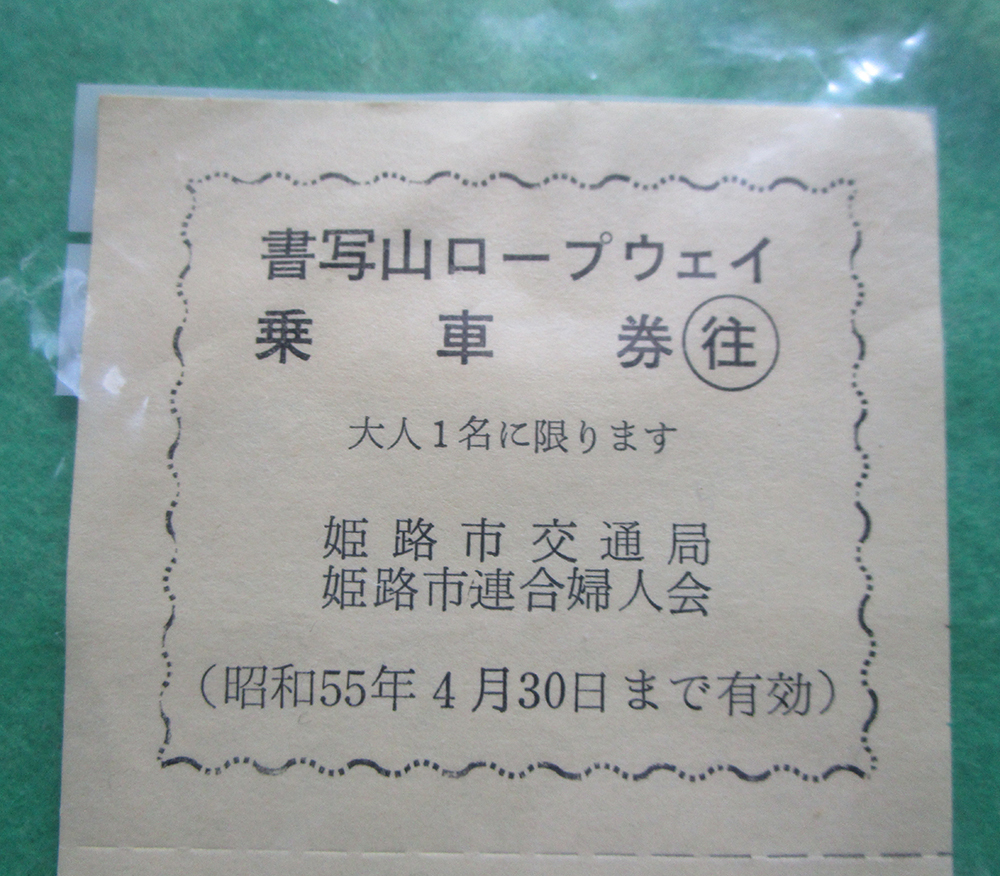 書写山ロープウェイ
乗車券㊟往
大人1名に限ります
姫路市交通局
姫路市連合婦人会
（昭和55年4月30日まで有効）